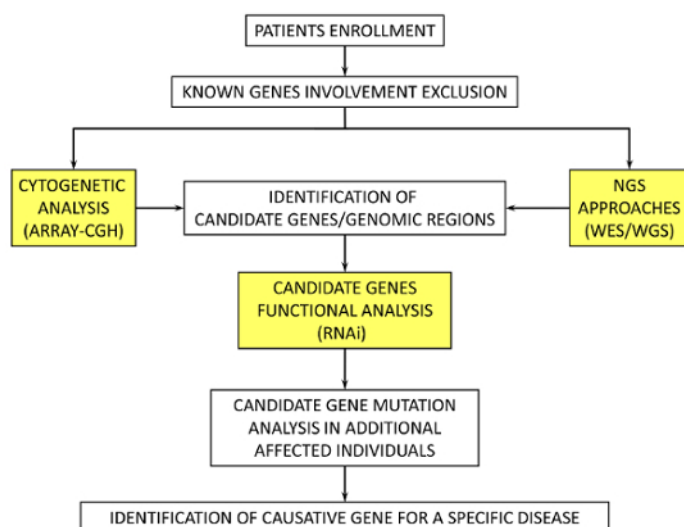 PATIENTS ENROLLMENT
KNOWN GENES INVOLVEMENT EXCLUSION
CYTOGENETIC
ANALYSIS
(ARRAY-CGH)
IDENTIFICATION OF
CANDIDATE GENES/GENOMIC REGIONS
NGS
APPROACHES
(WES/WGS)
CANDIDATE GENES
FUNCTIONAL ANALYSIS
(RNAi)
CANDIDATE GENE MUTATION
ANALYSIS IN ADDITIONAL
AFFECTED INDIVIDUALS
IDENTIFICATION OF CAUSATIVE GENE FOR A SPECIFIC DISEASE